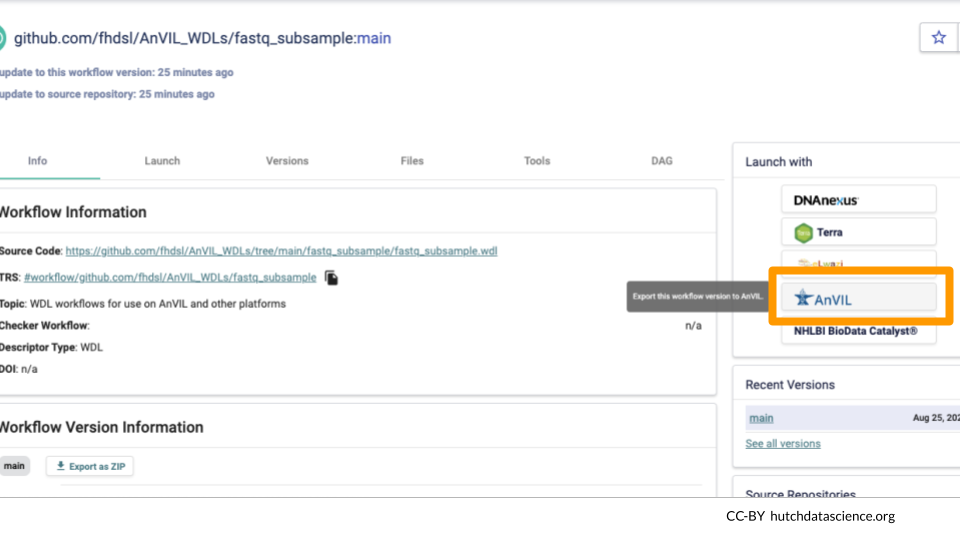 github.com/fhdsl/AnVIL_WDLs/fastq_subsample:main
update to this workflow version: 25 minutes ago
update to source repository: 25 minutes ago
Info Launch Versions Files Tools DAG
Workflow Information
Source Code: https://github.com/fhdsl/AnVIL_WDLs/tree/main/fastq_subsample/fastq_subsample.wdl
TRS: #workflow/github.com/fhdsl/AnVIL_WDLs/fastq_subsample
Topic: WDL workflows for use on AnVIL and other platforms
Checker Workflow: n/a
Descriptor Type: WDL
DOI: n/a
Workflow Version Information
main Export as ZIP
Launch with
DNAnexus
Terra
Export this workflow version to AnVIL.
AnVIL
NHLBI BioData Catalyst®
Recent Versions
main Aug 25, 202
See all versions
Source Repositories
CC-BY hutchdatascience.org